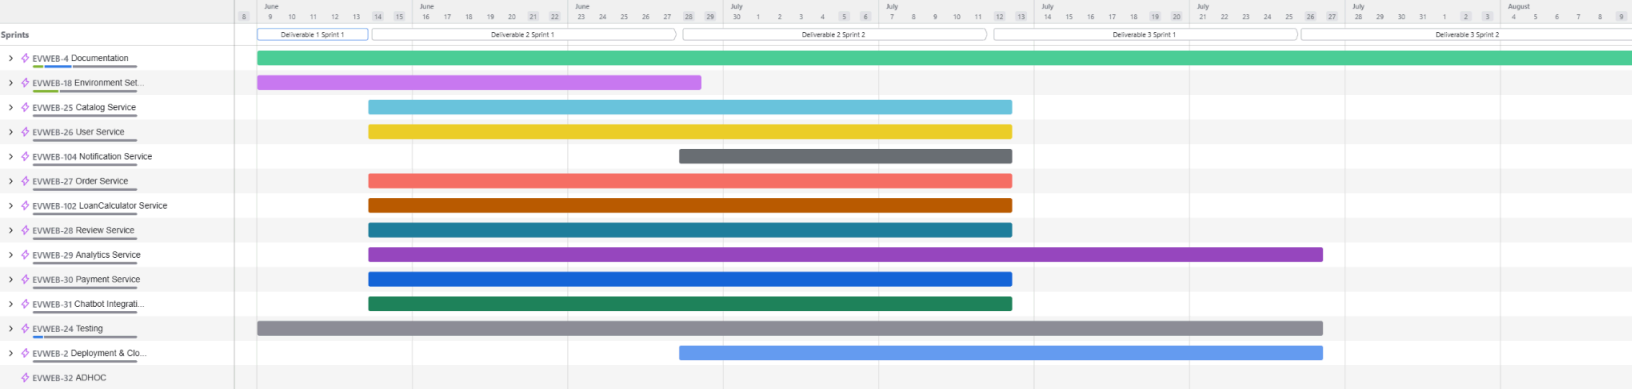 June June June July July July July July August
8 9 10 11 12 13 14 15 16 17 18 19 20 21 22 23 24 25 26 27 28 29 30 1 2 3 4 5 6 7 8 9 10 11 12 13 14 15 16 17 18 19 20 21 22 23 24 25 26 27 28 29 30 31 1 2 3 4 5 6 7 8 9
Sprints Deliverable 1 Sprint 1 Deliverable 2 Sprint 1 Deliverable 2 Sprint 2 Deliverable 3 Sprint 1 Deliverable 3 Sprint 2
EVWEB-4 Documentation
EVWEB-18 Environment Set...
EVWEB-25 Catalog Service
EVWEB-26 User Service
EVWEB-104 Notification Service
EVWEB-27 Order Service
EVWEB-102 LoanCalculator Service
EVWEB-28 Review Service
EVWEB-29 Analytics Service
EVWEB-30 Payment Service
EVWEB-31 Chatbot Integrati...
EVWEB-24 Testing
EVWEB-2 Deployment & Clo...
EVWEB-32 ADHOC